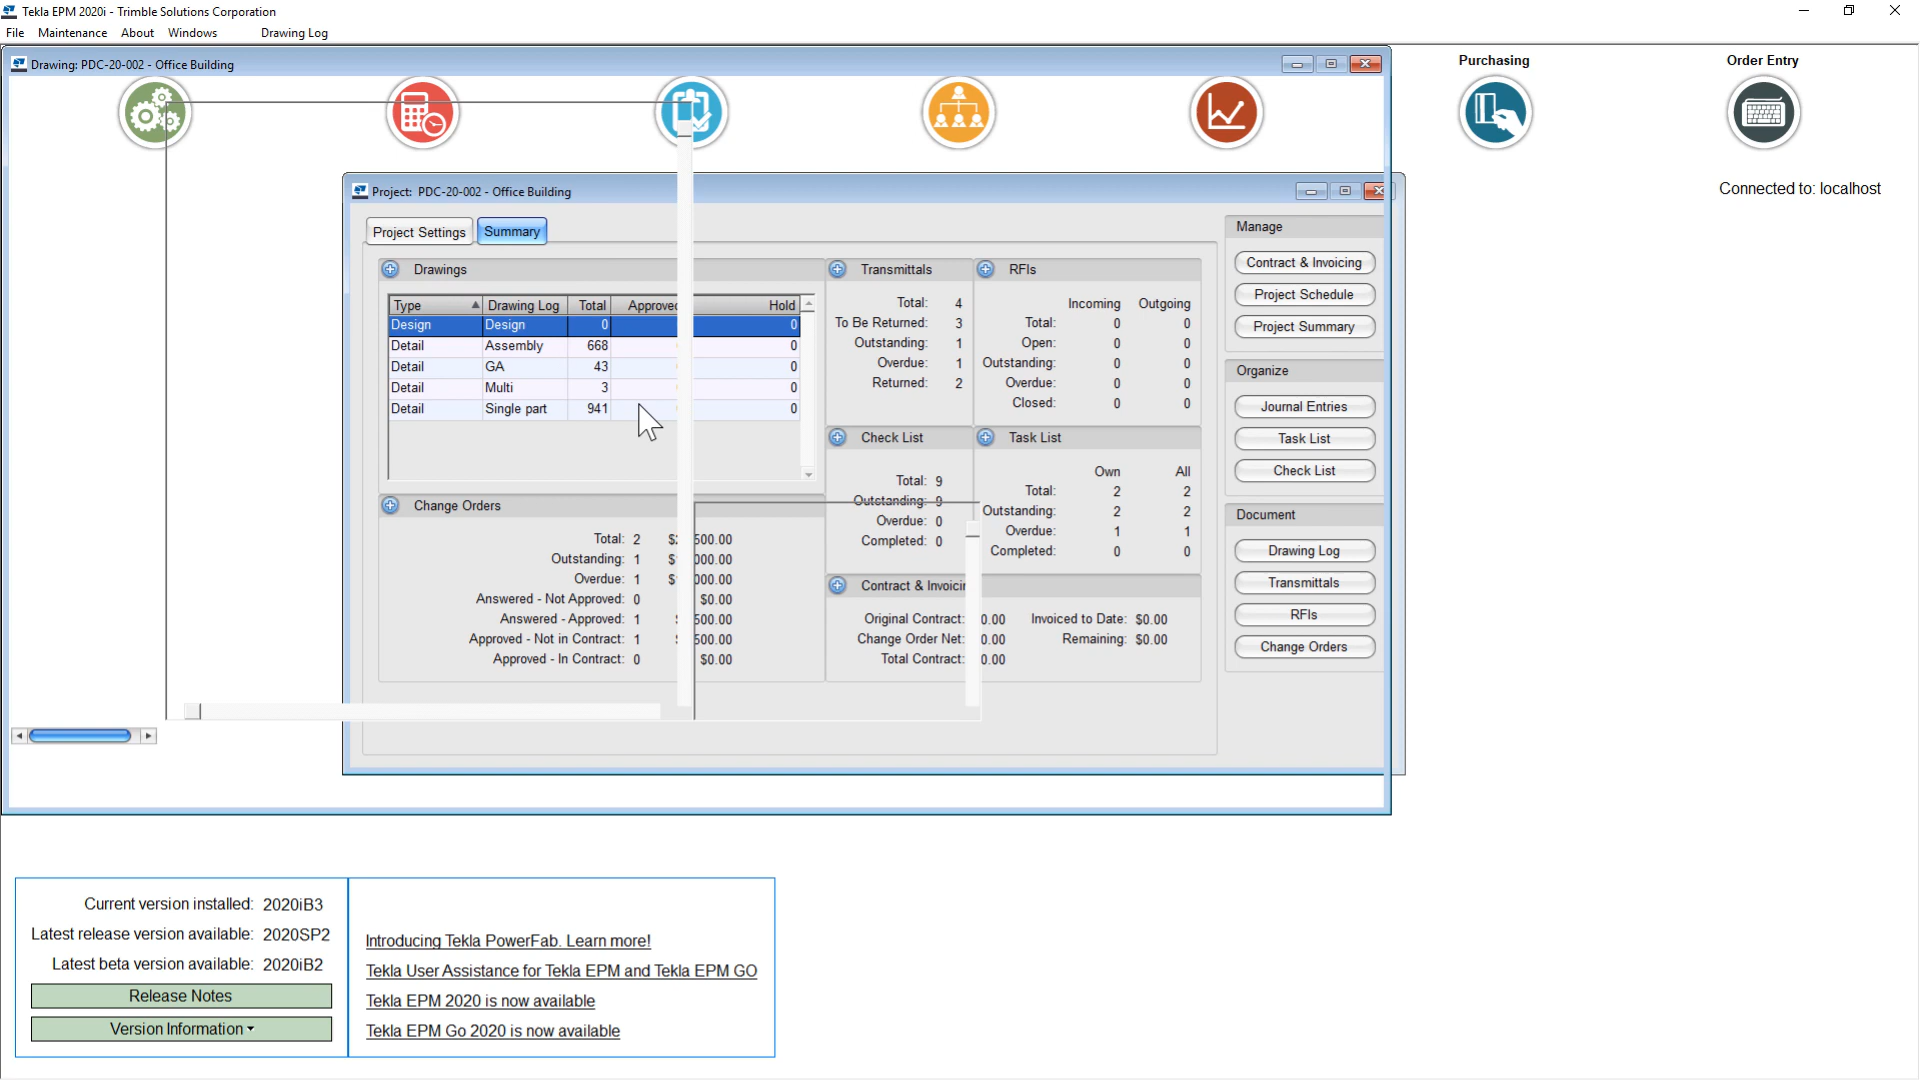 Tekla EPM 2020i - Trimble Solutions Corporation
File Maintenance About Windows Drawing Log
Drawing: PDC-20-002 - Office Building
Purchasing
Order Entry
Connected to: localhost
Project: PDC-20-002 - Office Building
Project Settings Summary
Drawings
Type Drawing Log Total Approved Hold
Design Design 0 0
Detail Assembly 668 0
Detail GA 43 0
Detail Multi 3 0
Detail Single part 941 0
Change Orders
Total: 2
Outstanding: 1
Overdue: 1
Answered - Not Approved: 0 $0.00
Answered - Approved: 1
Approved - Not in Contract: 1
Approved - In Contract: 0 $0.00
Transmittals
Total: 4
To Be Returned: 3
Outstanding: 1
Overdue: 1
Returned: 2
RFIs
Incoming Outgoing
Total: 0 0
Open: 0 0
Outstanding: 0 0
Overdue: 0 0
Closed: 0 0
Check List
Total: 9
Outstanding: 9
Overdue: 0
Completed: 0
Task List
Own All
Total: 2 2
Outstanding: 2 2
Overdue: 1 1
Completed: 0 0
Contract & Invoicin
Original Contract: 0.00 Invoiced to Date: $0.00
Change Order Net: 0.00 Remaining: $0.00
Total Contract: 0.00
Manage
Contract & Invoicing
Project Schedule
Project Summary
Organize
Journal Entries
Task List
Check List
Document
Drawing Log
Transmittals
RFIs
Change Orders
Current version installed: 2020iB3
Latest release version available: 2020SP2
Latest beta version available: 2020iB2
Release Notes
Version Information
Introducing Tekla PowerFab. Learn more!
Tekla User Assistance for Tekla EPM and Tekla EPM GO
Tekla EPM 2020 is now available
Tekla EPM Go 2020 is now available